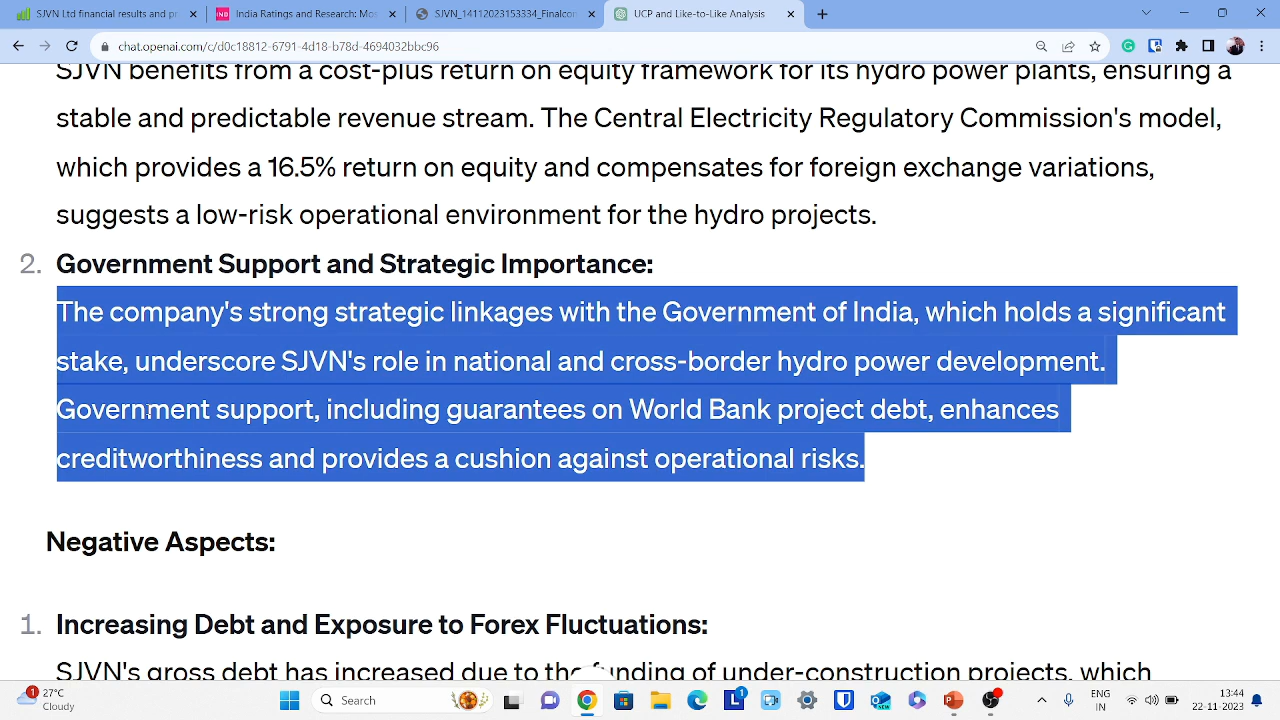 SJVN Ltd financial results and pr
India Ratings and Research: Mos
SJVN_14112023153334_Finalcon
UCP and Like-to-Like Analysis
chat.openai.com/c/d0c18812-6791-4d18-b78d-4694032bbc96
SJVN benefits from a cost-plus return on equity framework for its hydro power plants, ensuring a
stable and predictable revenue stream. The Central Electricity Regulatory Commission's model,
which provides a 16.5% return on equity and compensates for foreign exchange variations,
suggests a low-risk operational environment for the hydro projects.
2. Government Support and Strategic Importance:
The company's strong strategic linkages with the Government of India, which holds a significant
stake, underscore SJVN's role in national and cross-border hydro power development.
Government support, including guarantees on World Bank project debt, enhances
creditworthiness and provides a cushion against operational risks.
Negative Aspects:
1. Increasing Debt and Exposure to Forex Fluctuations:
SJVN's gross debt has increased due to the funding of under-construction projects, which
1
27°C
Cloudy
Search
1
ENG
IN
13:44
22-11-2023